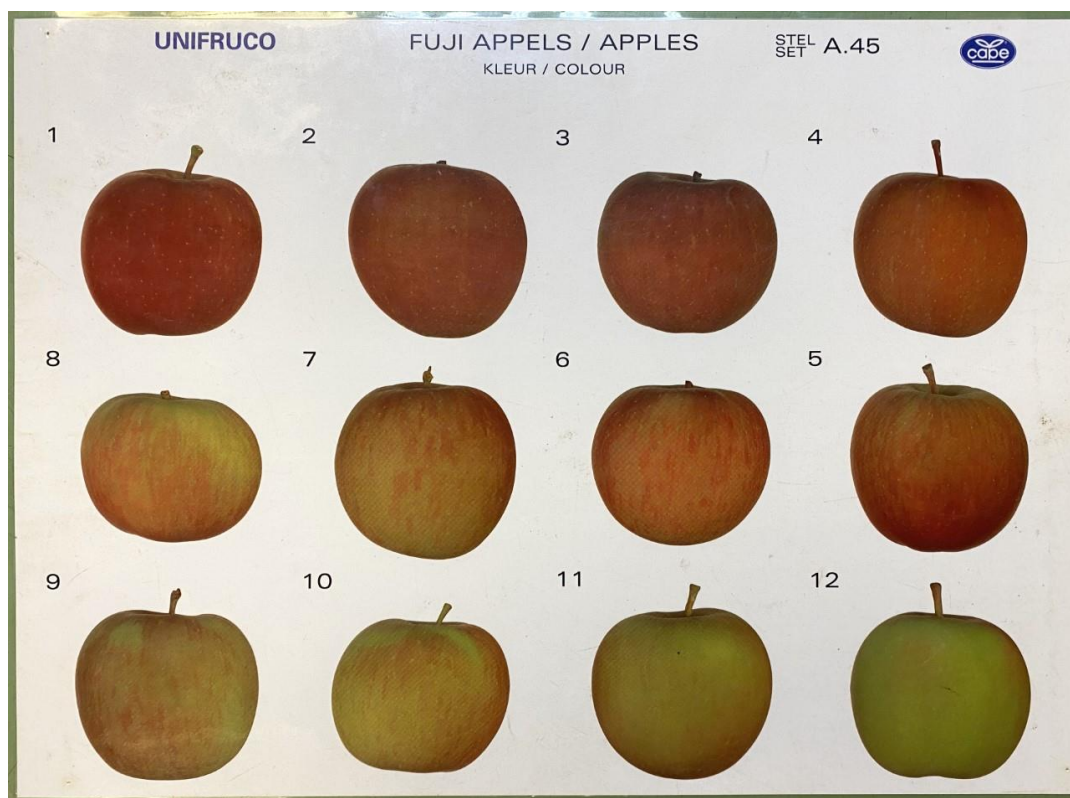 UNIFRUCO
FUJI APPELS / APPLES
KLEUR / COLOUR
STEL
SET A.45
cape
1 2 3 4
8 7 6 5
9 10 11 12